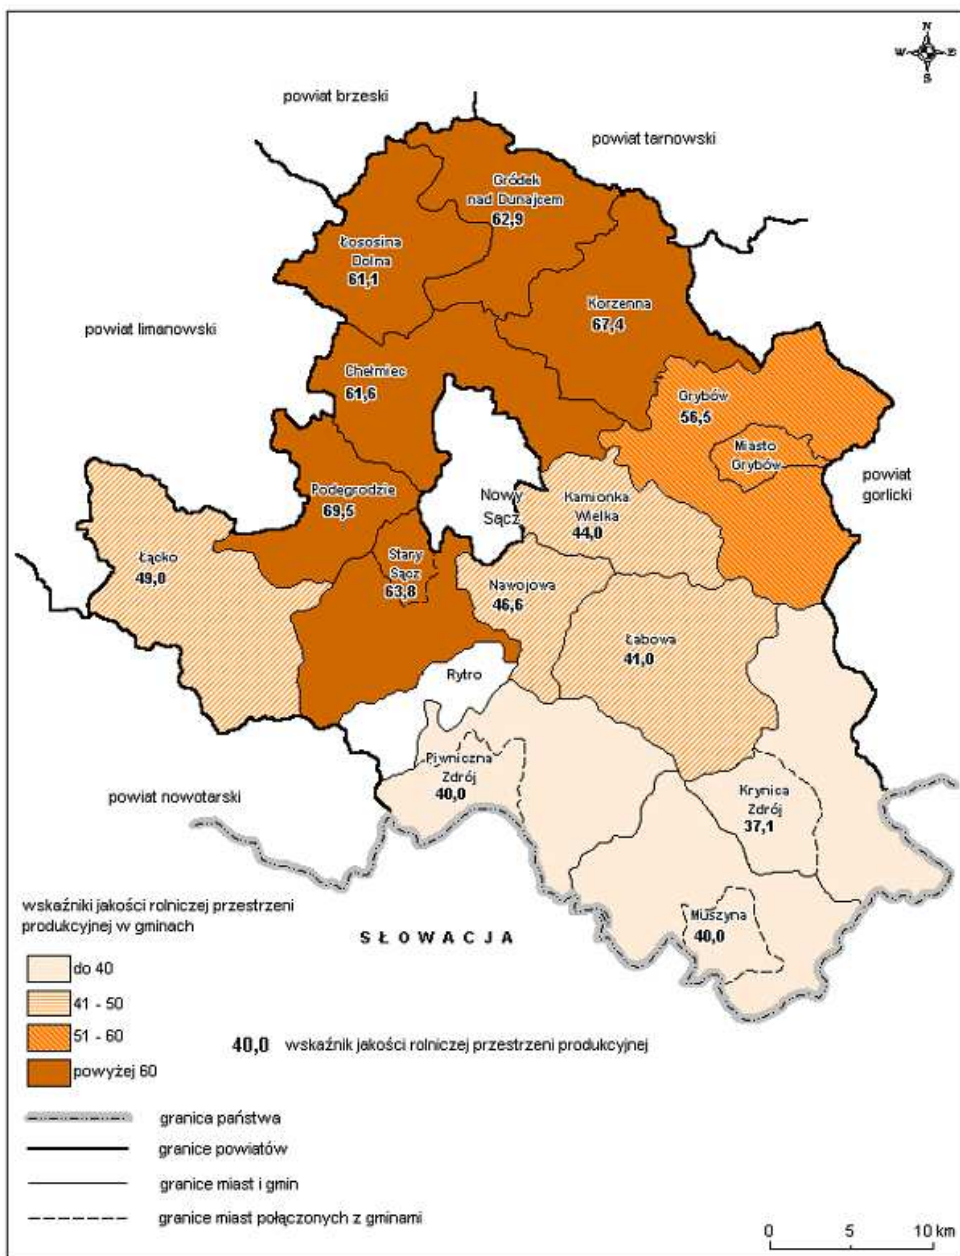 N
W E
S
powiat brzeski
powiat tarnowski
Gródek
nad Dunajcem
62,9
Łososina
Dolna
61,1
Korzenna
67,4
powiat limanowski
Chełmiec
61,6
Grybów
56,5
Miasto
Grybów
powiat
gorlicki
Podegrodzie
69,5
Nowy
Sącz
Kamionka
Wielka
44,0
Łącko
49,0
Stary
Sącz
63,8
Nawojowa
46,6
Łabowa
41,0
Rytro
Piwniczna
Zdrój
40,0
Krynica
Zdrój
37,1
powiat nowotarski
Muszyna
40,0
SŁOWACJA
wskaźniki jakości rolniczej przestrzeni
produkcyjnej w gminach
do 40
41 - 50
51 - 60
powyżej 60
40,0 wskaźnik jakości rolniczej przestrzeni produkcyjnej
granica państwa
granice powiatów
granice miast i gmin
granice miast połączonych z gminami
0 5 10 km